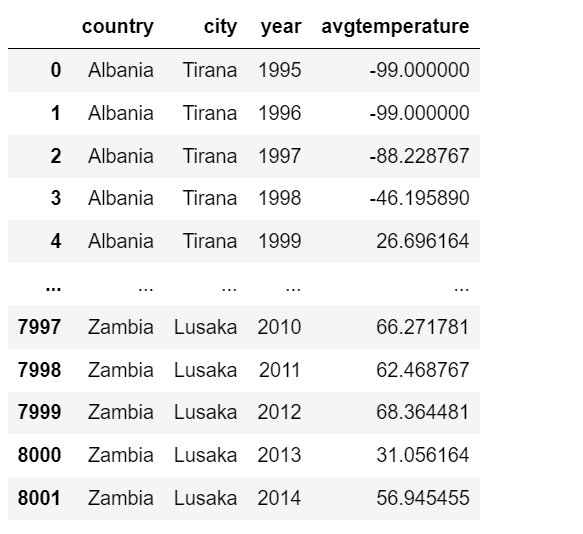 country city year avgtemperature
0 Albania Tirana 1995 -99.000000
1 Albania Tirana 1996 -99.000000
2 Albania Tirana 1997 -88.228767
3 Albania Tirana 1998 -46.195890
4 Albania Tirana 1999 26.696164
... ... ... ... ...
7997 Zambia Lusaka 2010 66.271781
7998 Zambia Lusaka 2011 62.468767
7999 Zambia Lusaka 2012 68.364481
8000 Zambia Lusaka 2013 31.056164
8001 Zambia Lusaka 2014 56.945455